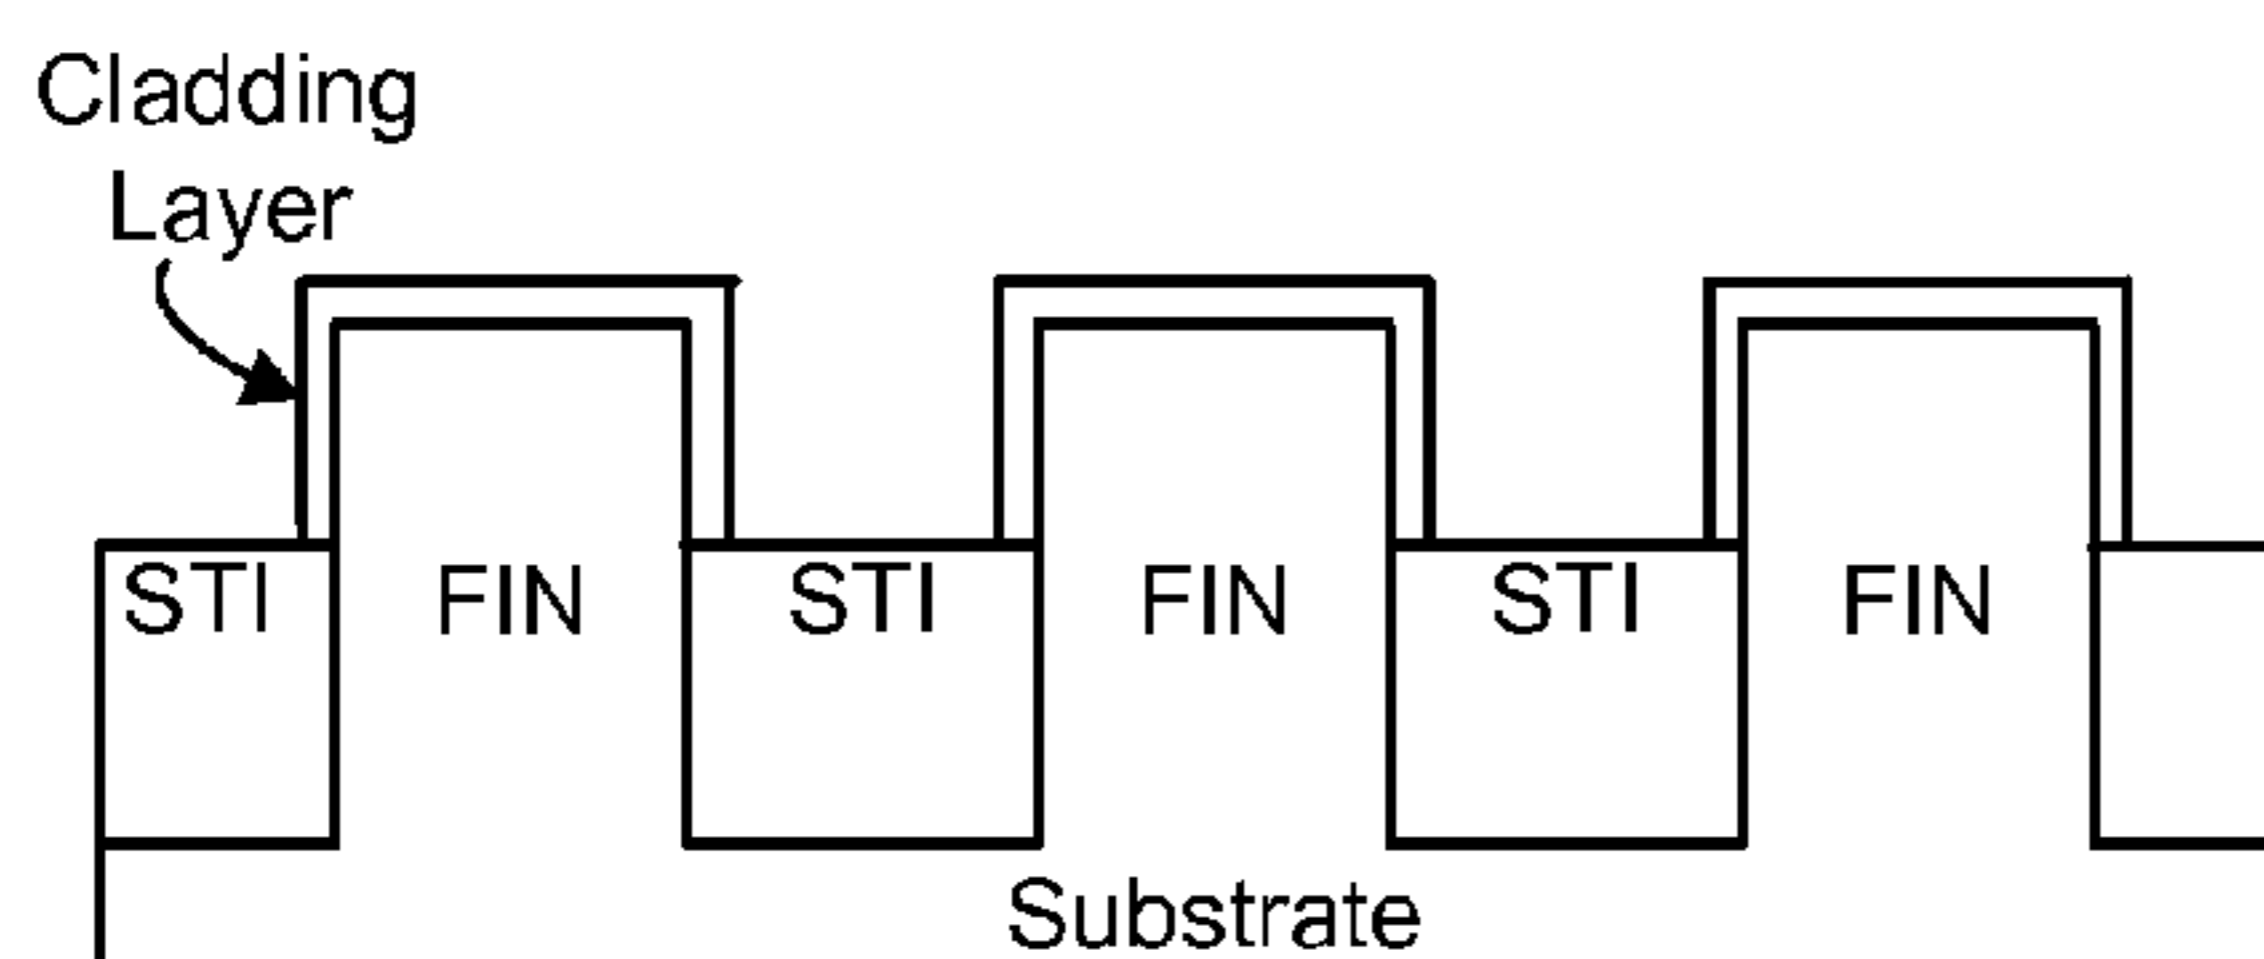 Cladding
Layer
STI FIN STI FIN STI FIN
Substrate